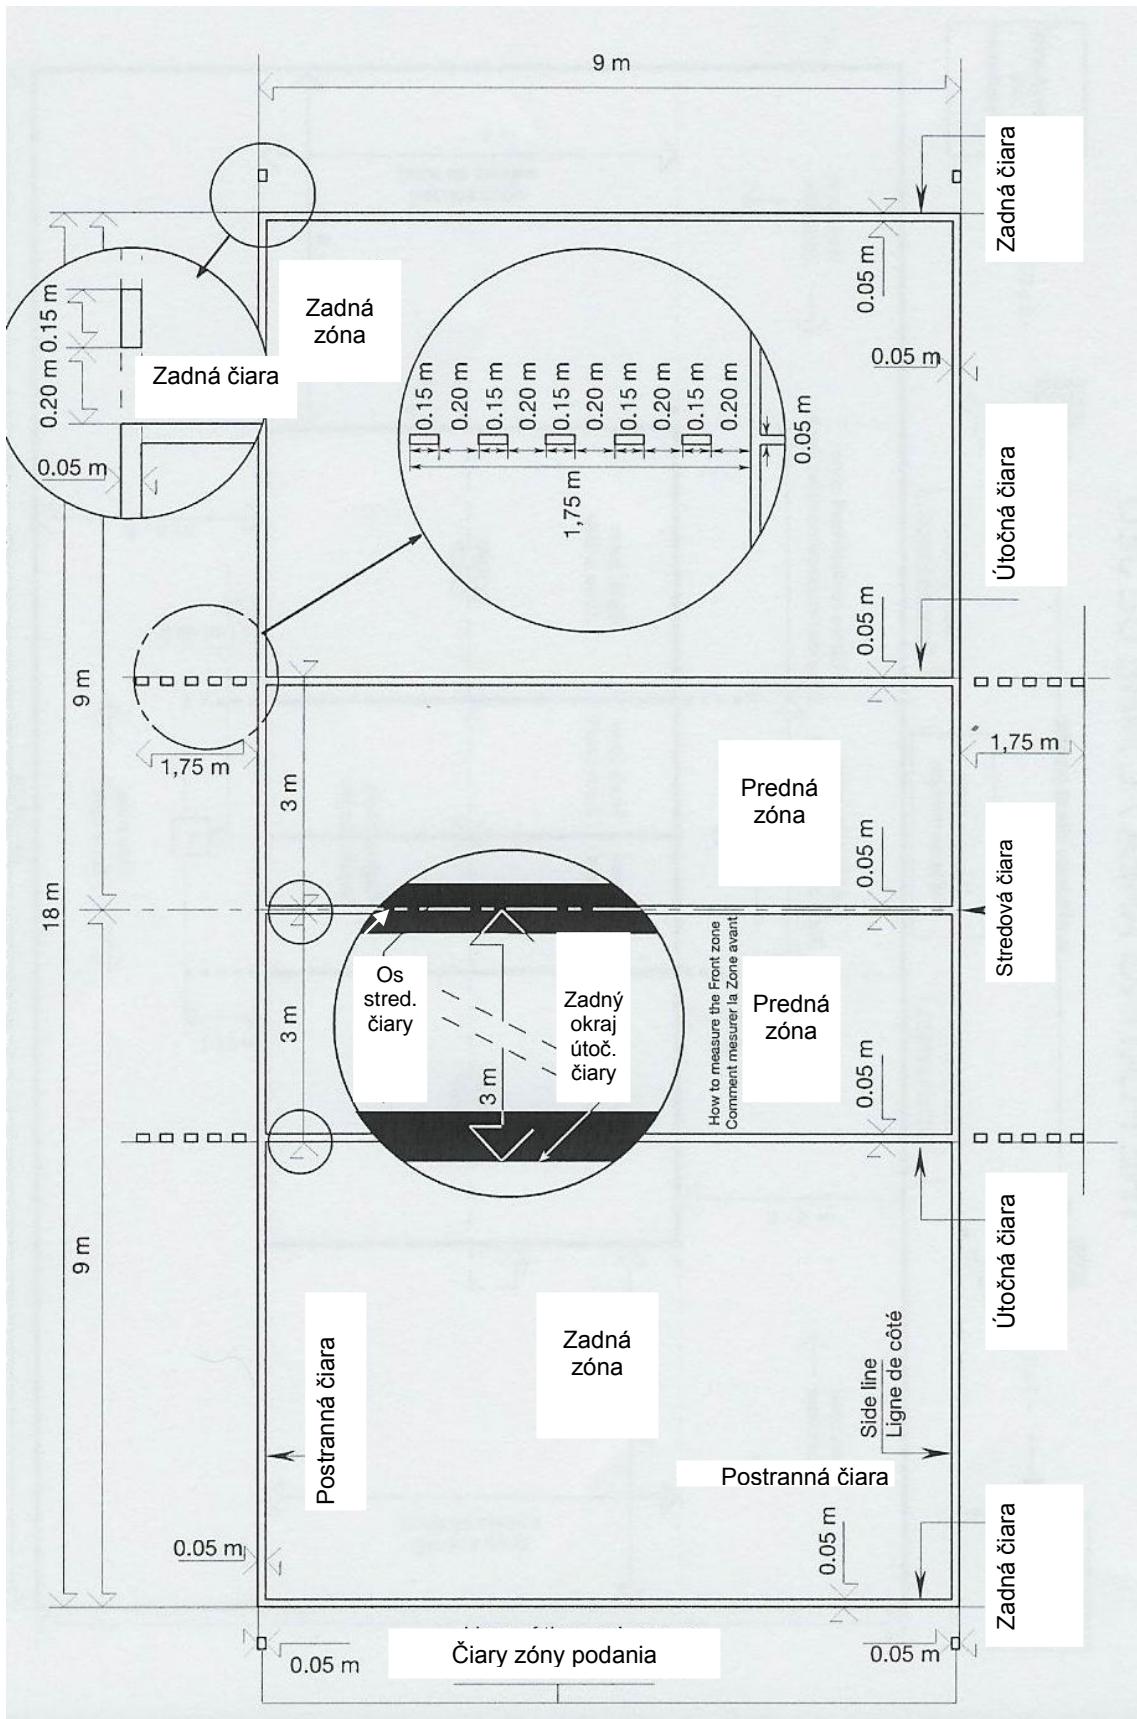 9 m
Zadná čiara
0.05 m
0.15 m
0.20 m
Zadná čiara
0.05 m
Zadná
zóna
0.15 m
0.20 m
0.15 m
0.20 m
0.15 m
0.20 m
0.15 m
0.20 m
0.15 m
0.20 m
1,75 m
0.05 m
0.05 m
Útočná čiara
0.05 m
9 m
1,75 m
3 m
Predná
zóna
1,75 m
0.05 m
18 m
Stredová čiara
Os
stred.
čiary
Zadný
okraj
útoč.
čiary
3 m
3 m
How to measure the Front zone
Comment mesurer la Zone avant
Predná
zóna
0.05 m
9 m
Útočná čiara
Postranná čiara
Zadná
zóna
Side line
Ligne de côté
Postranná čiara
0.05 m
0.05 m
Zadná čiara
0.05 m
Čiary zóny podania
0.05 m